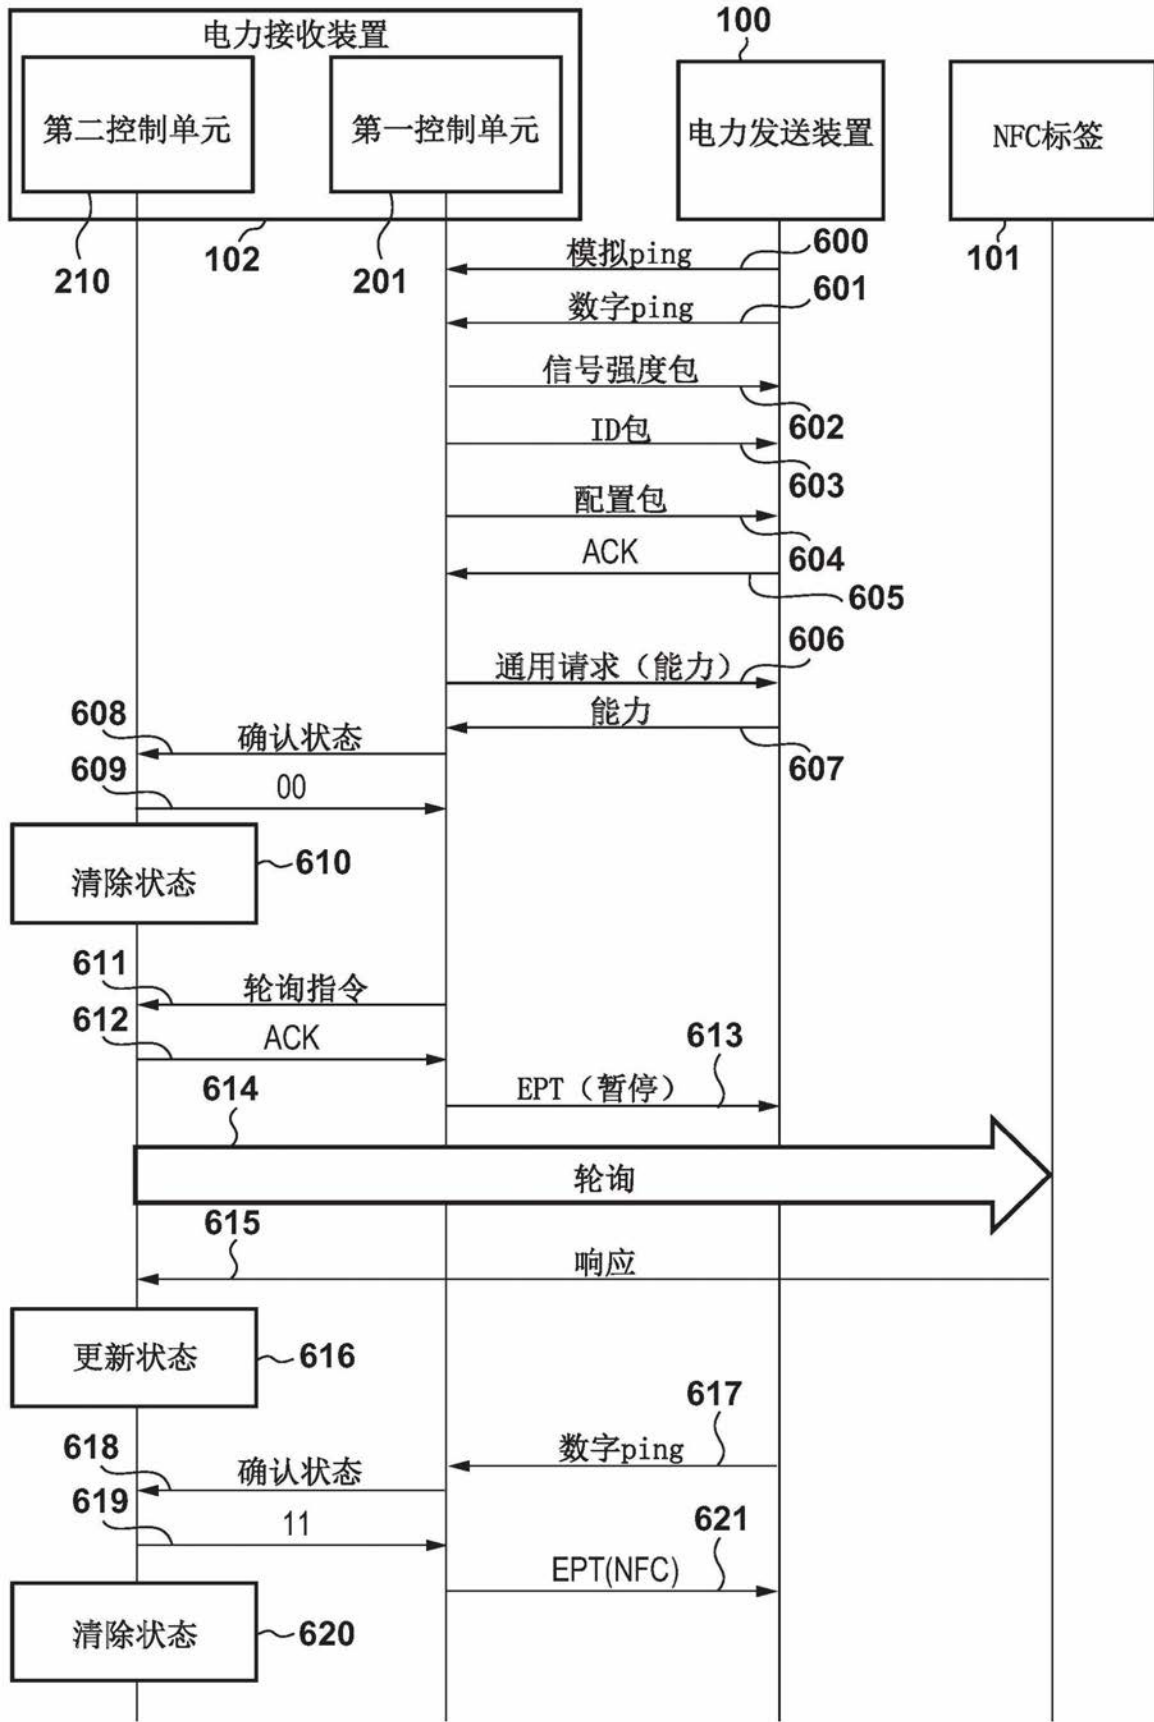 电力接收装置
100
第二控制单元
第一控制单元
电力发送装置
NFC标签
210
102
201
101
模拟ping
600
数字ping
601
信号强度包
602
ID包
603
配置包
604
ACK
605
通用请求（能力）
606
能力
607
608
确认状态
609
00
清除状态
610
611
轮询指令
612
ACK
613
EPT（暂停）
614
轮询
615
响应
更新状态
616
617
数字ping
618
确认状态
619
11
621
EPT(NFC)
清除状态
620